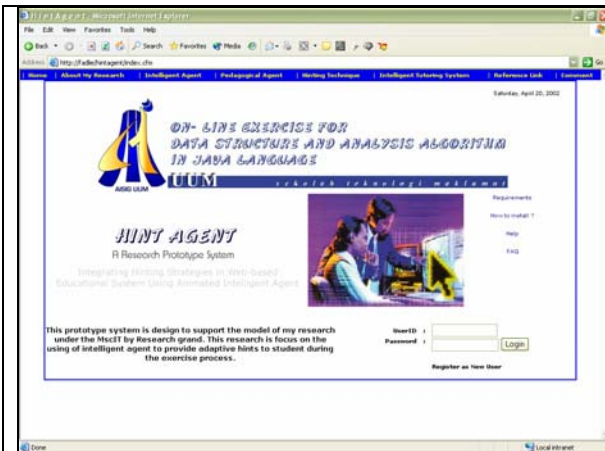 Hint Agent - Microsoft Internet Explorer
File Edit View Favorites Tools Help
Back Search Favorites Media
Address http://fadlie/hintagent/index.cfm Go
| Home | About My Research | Intelligent Agent | Pedagogical Agent | Hinting Technique | Intelligent Tutoring System | Reference Link | Comment
Saturday, April 20, 2002
ON- LINE EXERCISE FOR
DATA STRUCTURE AND ANALYSIS ALGORITHM
IN JAVA LANGUAGE
AISIG UUM
UUM sekolah teknologi maklumat
Requirements
How to install ?
Help
FAQ
HINT AGENT
A Research Prototype System
Integrating Hinting Strategies in Web-based
Educational System Using Animated Intelligent Agent
This prototype system is design to support the model of my research
under the MscIT by Research grand. This research is focus on the
using of intelligent agent to provide adaptive hints to student during
the exercise process.
UserID :
Password :
Login
Register as New User
Done
Local intranet